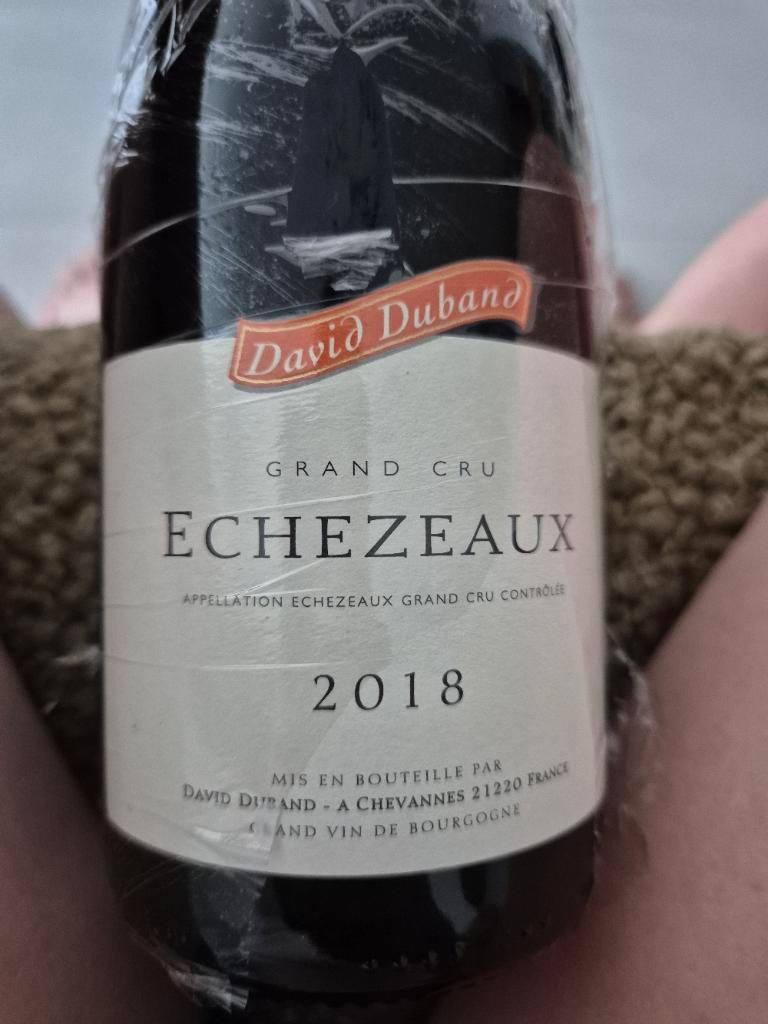 David Duband
GRAND CRU
ECHEZEAUX
APPELLATION ECHEZEAUX GRAND CRU CONTRÔLÉE
2018
MIS EN BOUTEILLE PAR
DAVID DUBAND - A CHEVANNES 21220 FRANCE
GRAND VIN DE BOURGOGNE